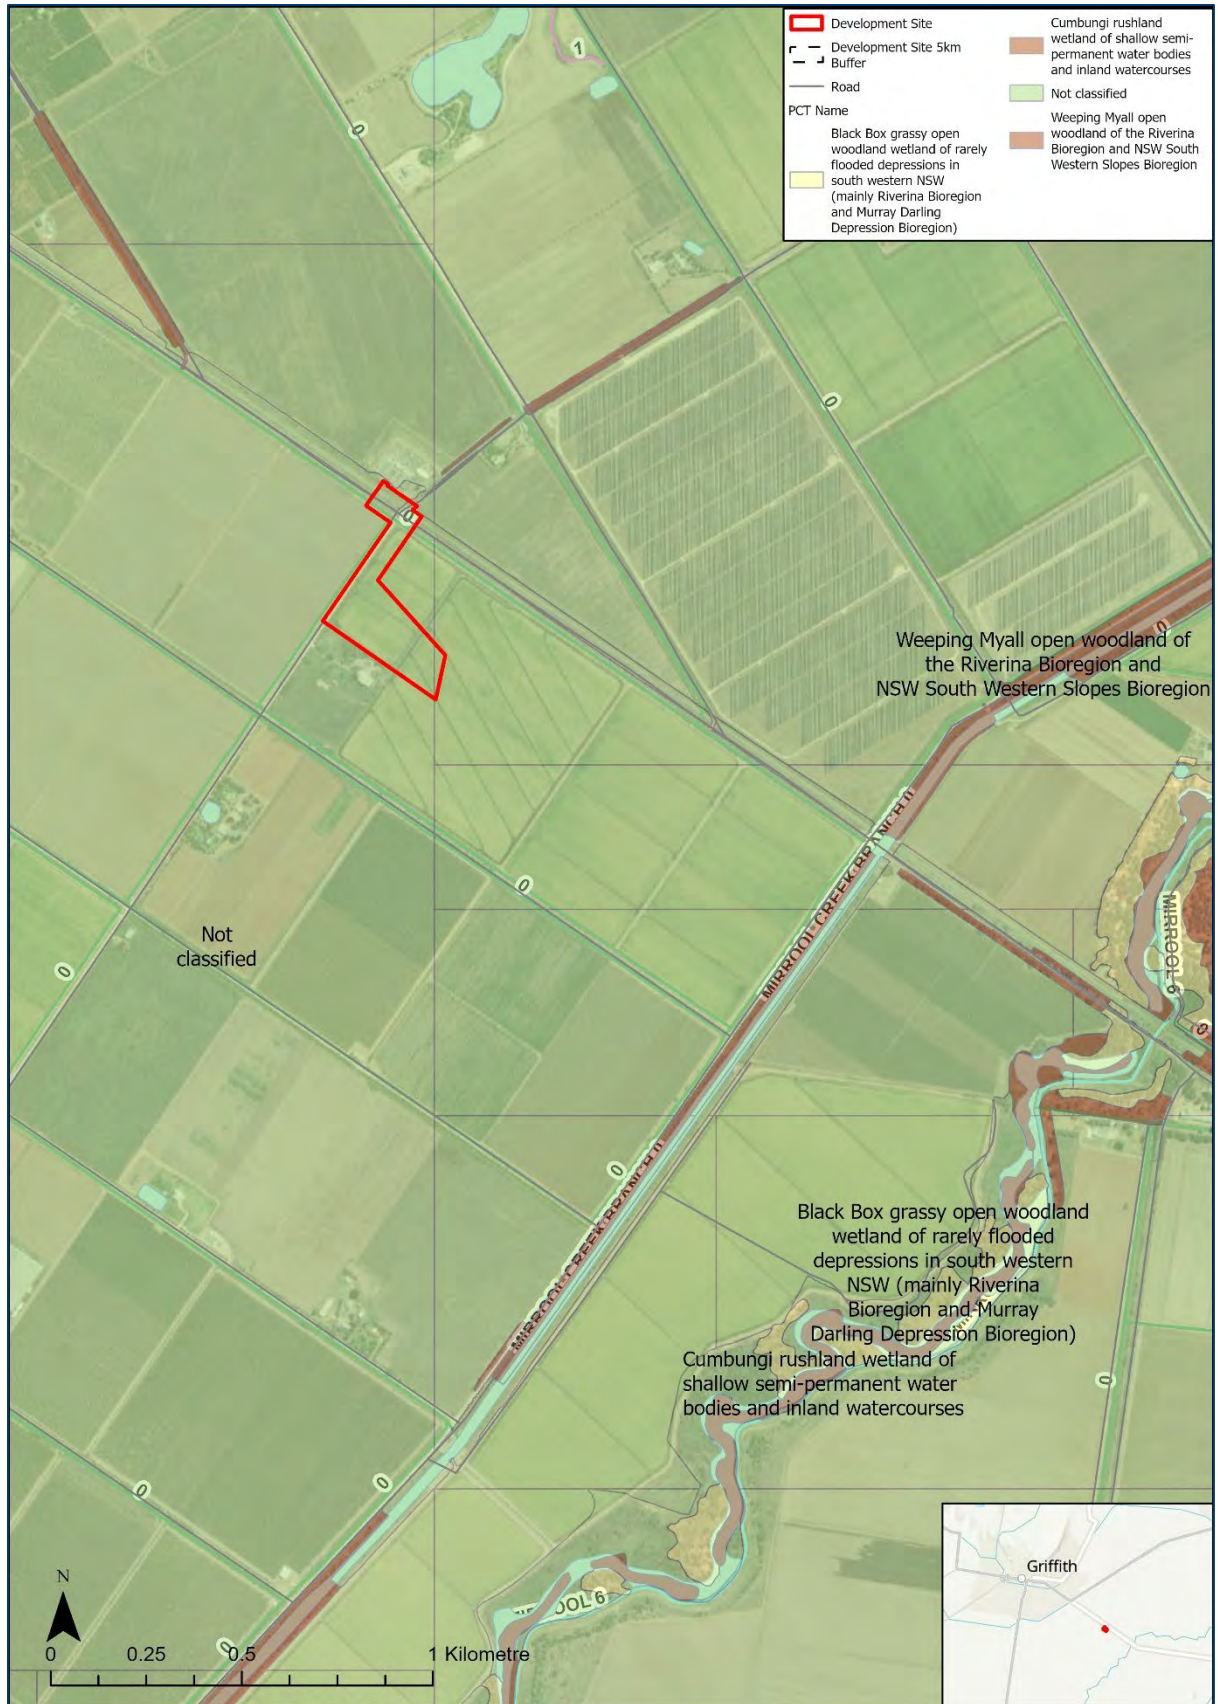 Development Site
Development Site 5km
Buffer
Road
PCT Name
Black Box grassy open
woodland wetland of rarely
flooded depressions in
south western NSW
(mainly Riverina Bioregion
and Murray Darling
Depression Bioregion)
Cumbungi rushland
wetland of shallow semi-
permanent water bodies
and inland watercourses
Not classified
Weeping Myall open
woodland of the Riverina
Bioregion and NSW South
Western Slopes Bioregion
1
0
0
0
0
Weeping Myall open woodland of
the Riverina Bioregion and
NSW South Western Slopes Bioregion
MIRROOL CREEK BRANCH 0
0
MIRROOL 6
Not
classified
0
0
0
MIRROOL CREEK BRANCH 0
Black Box grassy open woodland
wetland of rarely flooded
depressions in south western
NSW (mainly Riverina
Bioregion and Murray
Darling Depression Bioregion)
Cumbungi rushland wetland of
shallow semi-permanent water
bodies and inland watercourses
0
0
0
MIRROOL 6
0
Griffith
N
0 0.25 0.5 1 Kilometre